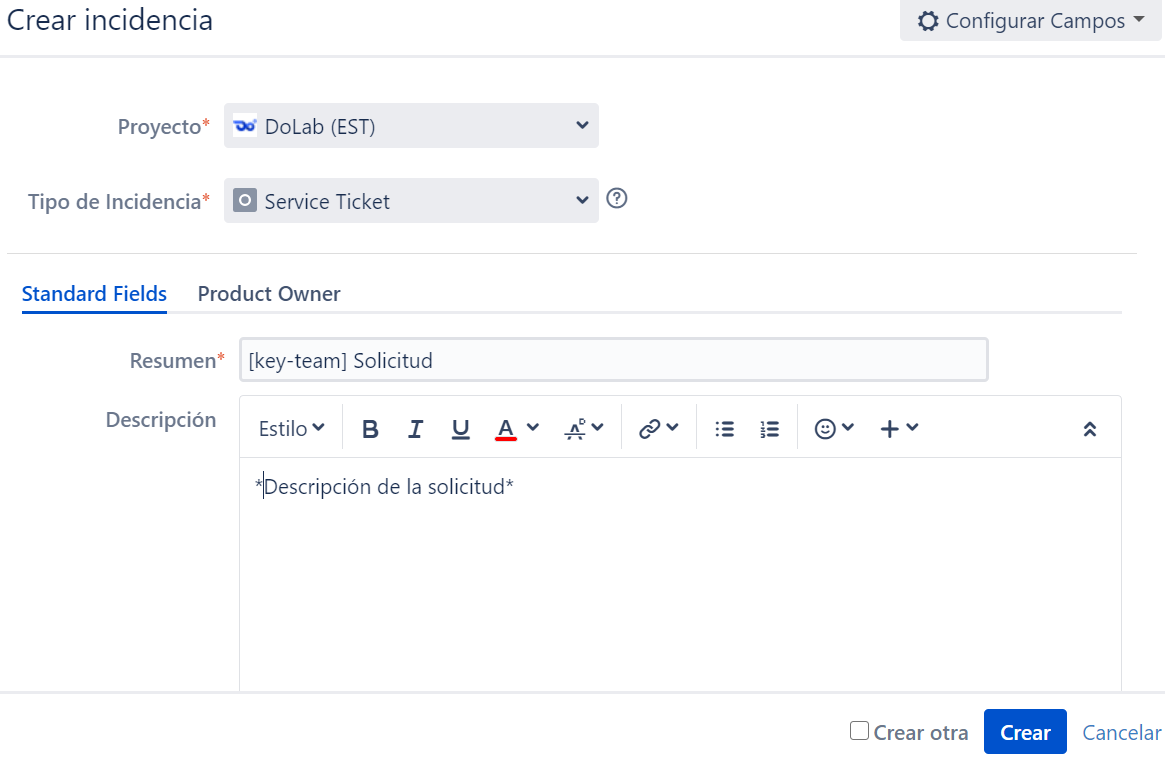 Crear incidencia
Configurar Campos
Proyecto*
DoLab (EST)
Tipo de Incidencia*
Service Ticket
Standard Fields Product Owner
Resumen*
[key-team] Solicitud
Descripción
Estilo B I U A
*Descripción de la solicitud*
Crear otra Crear Cancelar